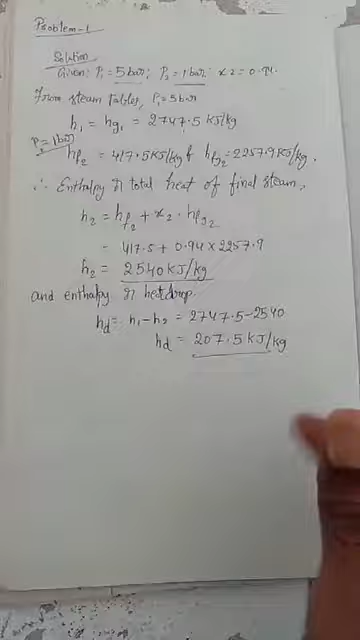 Problem-1
Solution
Given: P₁ = 5 bar; P₂ = 1 bar; x2 = 0.94.
From steam tables, P₁ = 5 bar
h₁ = hg₁ = 2747.5 KJ/kg
P₂ = 1 bar
hf₂ = 417.5 KJ/kg & hfg₂ = 2257.9 KJ/kg.
∴ Enthalpy or total heat of final steam,
h₂ = hf₂ + x₂ . hfg₂
= 417.5 + 0.94 x 2257.9
h₂ = 2540 KJ/kg
and enthalpy or heat drop.
hd = h₁ - h₂ = 2747.5 - 2540
hd = 207.5 KJ/kg